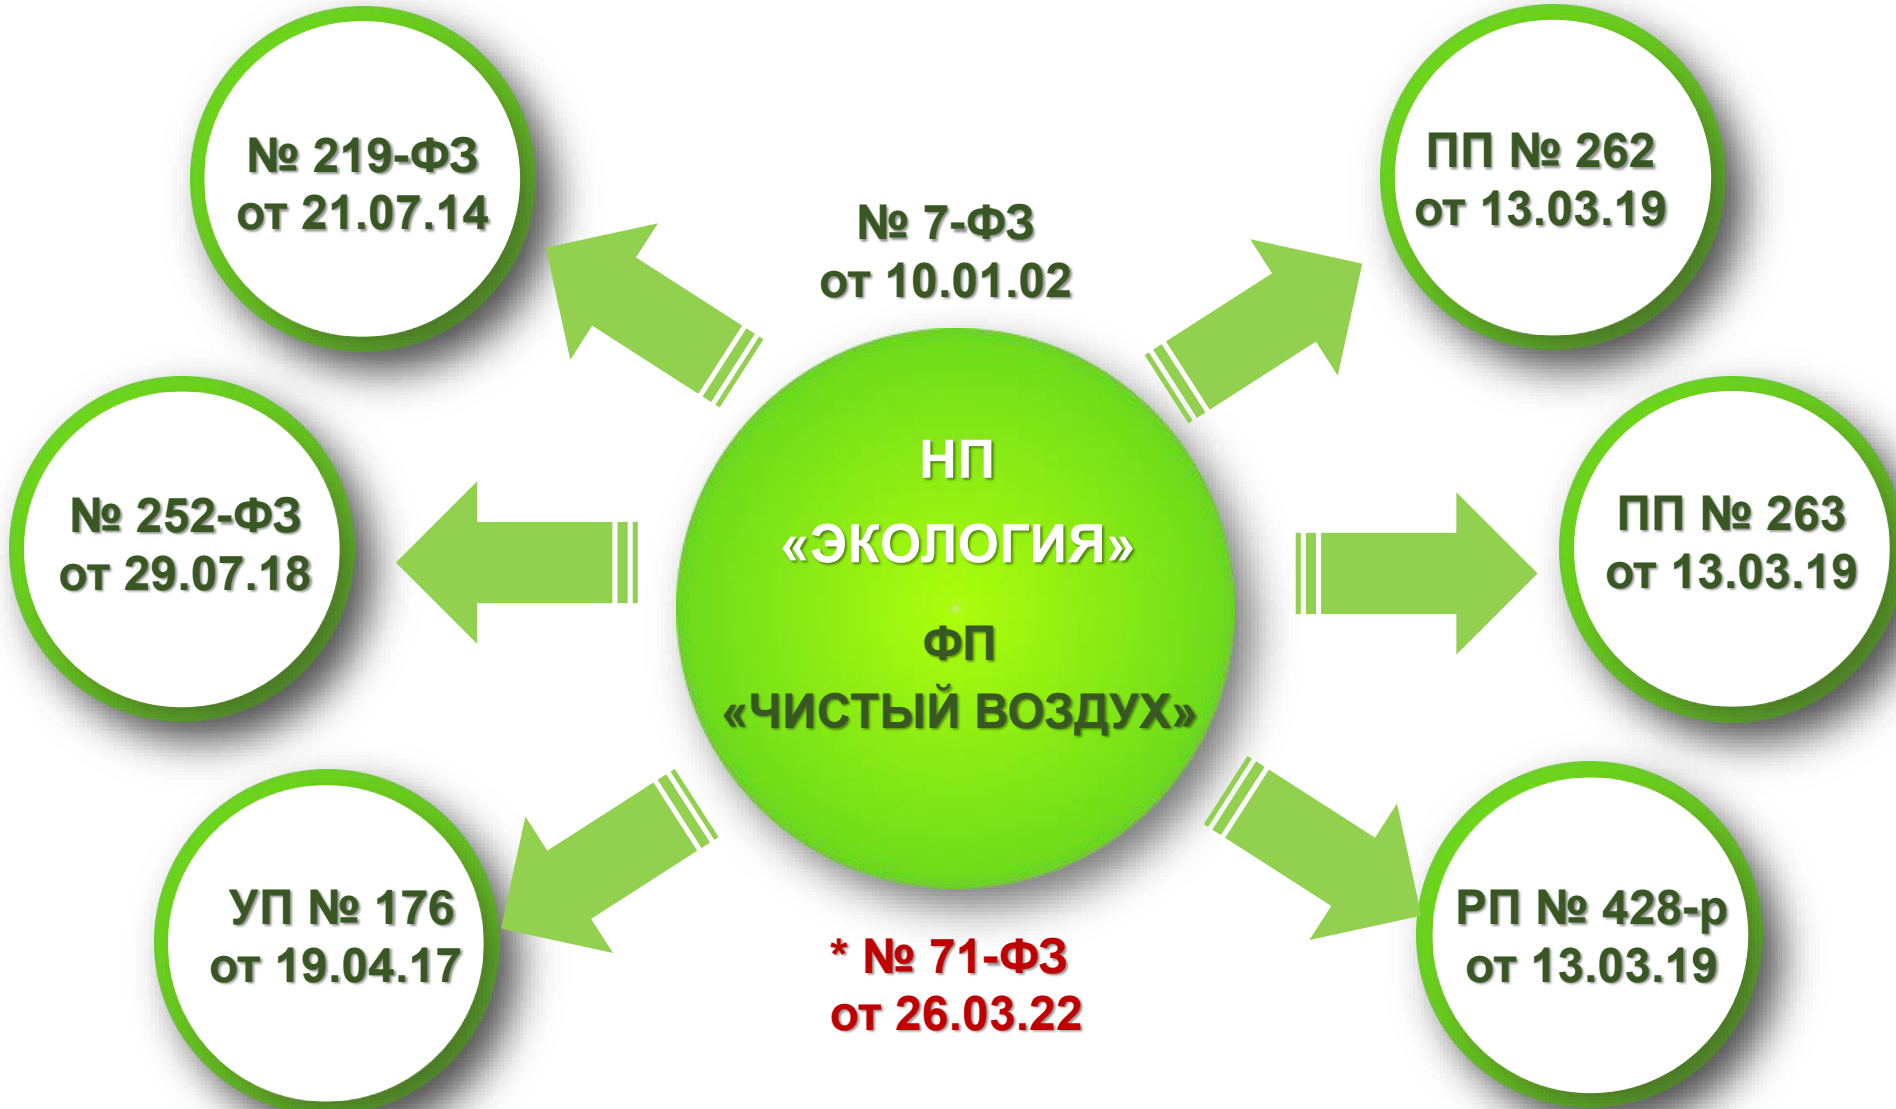 № 219-ФЗ
от 21.07.14
ПП № 262
от 13.03.19
№ 7-ФЗ
от 10.01.02
НП
«ЭКОЛОГИЯ»
ФП
«ЧИСТЫЙ ВОЗДУХ»
№ 252-ФЗ
от 29.07.18
ПП № 263
от 13.03.19
УП № 176
от 19.04.17
* № 71-ФЗ
от 26.03.22
РП № 428-р
от 13.03.19